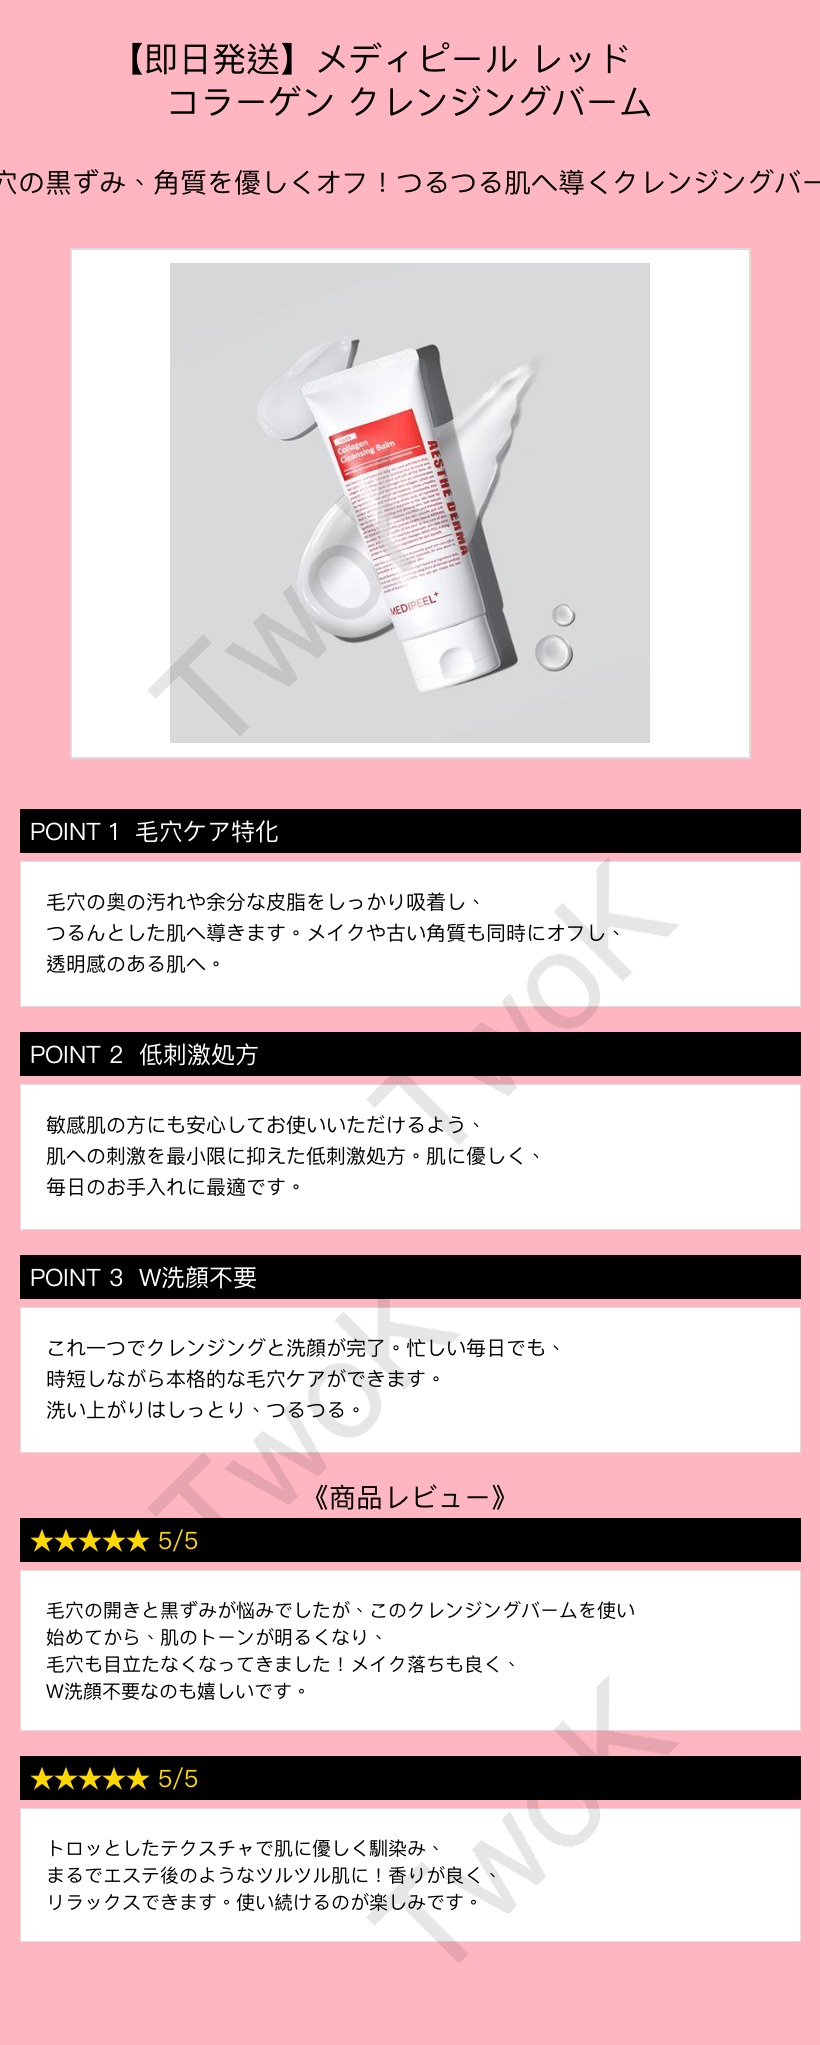 【即日発送】メディピール レッド
コラーゲン クレンジングバーム
穴の黒ずみ、角質を優しくオフ！つるつる肌へ導くクレンジングバー
Collagen
Cleansing Balm
AESTHE DERMA
MEDIPEEL+
TwoK
POINT 1 毛穴ケア特化
毛穴の奥の汚れや余分な皮脂をしっかり吸着し、
つるんとした肌へ導きます。メイクや古い角質も同時にオフし、
透明感のある肌へ。
TwoK
POINT 2 低刺激処方
敏感肌の方にも安心してお使いいただけるよう、
肌への刺激を最小限に抑えた低刺激処方。肌に優しく、
毎日のお手入れに最適です。
POINT 3 W洗顔不要
これ一つでクレンジングと洗顔が完了。忙しい毎日でも、
時短しながら本格的な毛穴ケアができます。
洗い上がりはしっとり、つるつる。
TwoK
《商品レビュー》
★★★★★ 5/5
毛穴の開きと黒ずみが悩みでしたが、このクレンジングバームを使い
始めてから、肌のトーンが明るくなり、
毛穴も目立たなくなってきました！メイク落ちも良く、
W洗顔不要なのも嬉しいです。
★★★★★ 5/5
トロッとしたテクスチャで肌に優しく馴染み、
まるでエステ後のようなツルツル肌に！香りが良く、
リラックスできます。使い続けるのが楽しみです。
TwoK